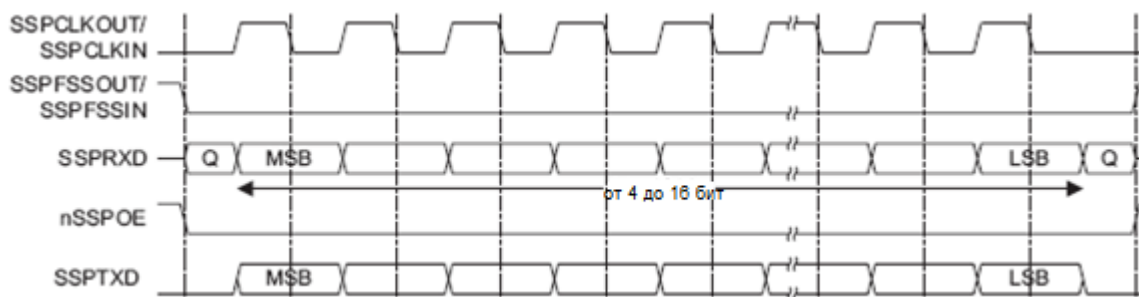 SSPCLKOUT/
SSPCLKIN
SSPFSSOUT/
SSPFSSIN
SSPRXD Q MSB LSB Q
от 4 до 16 бит
nSSPOE
SSPTXD MSB LSB